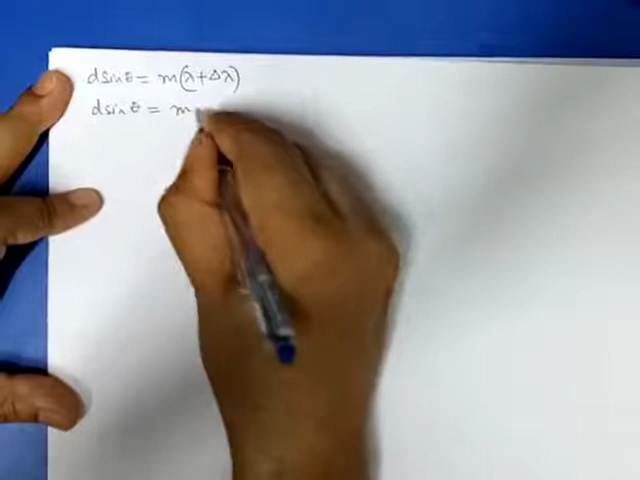 dsinθ = m(λ+Δλ)
dsinθ = m